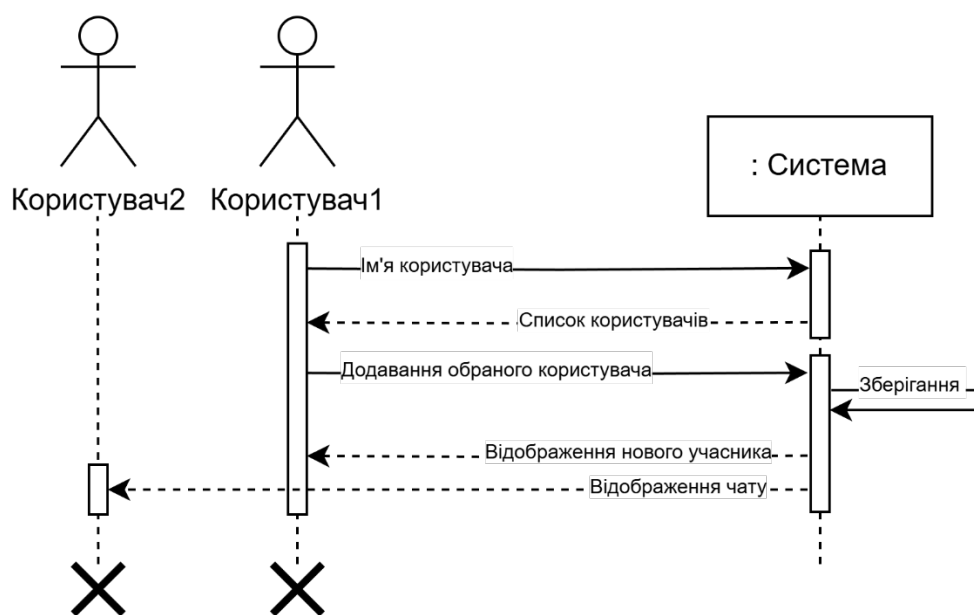 Користувач2
Користувач1
: Система
Ім'я користувача
Список користувачів
Додавання обраного користувача
Зберігання
Відображення нового учасника
Відображення чату